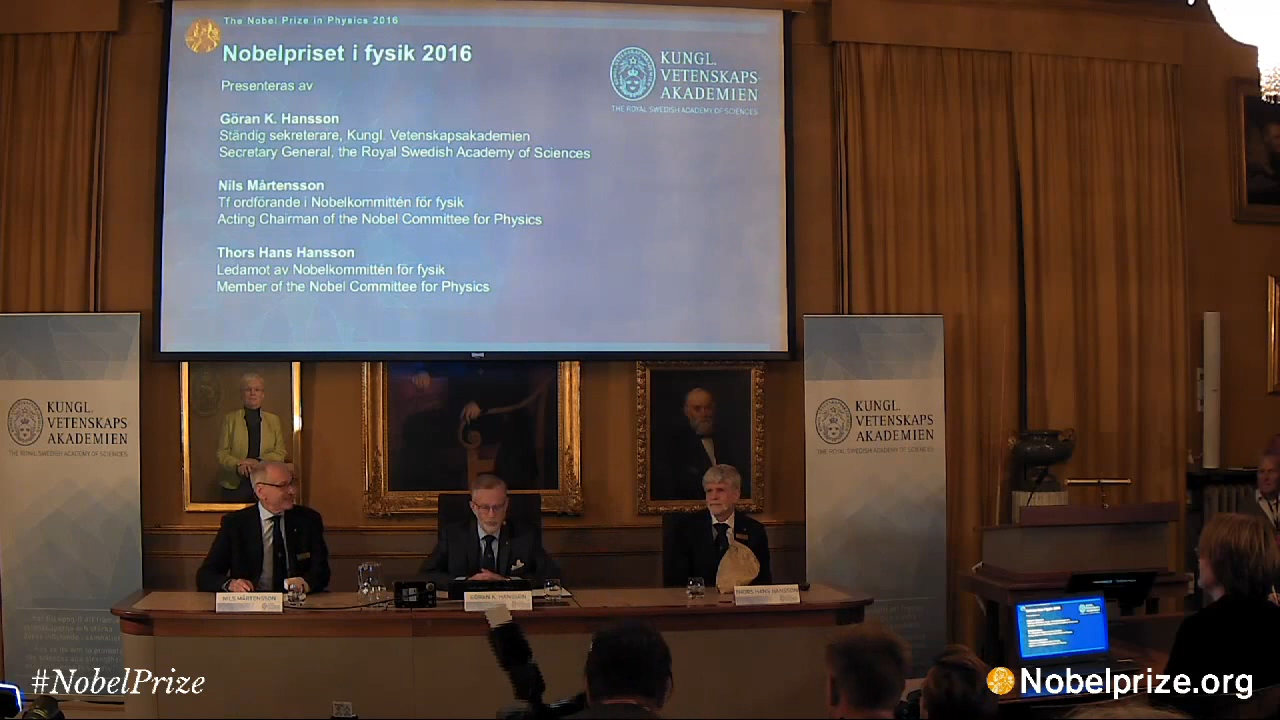 The Nobel Prize in Physics 2016
Nobelpriset i fysik 2016
Presenteras av
Göran K. Hansson
Ständig sekreterare, Kungl. Vetenskapsakademien
Secretary General, the Royal Swedish Academy of Sciences
Nils Mårtensson
Tf ordförande i Nobelkommittén för fysik
Acting Chairman of the Nobel Committee for Physics
Thors Hans Hansson
Ledamot av Nobelkommittén för fysik
Member of the Nobel Committee for Physics
KUNGL.
VETENSKAPS
AKADEMIEN
THE ROYAL SWEDISH ACADEMY OF SCIENCES
KUNGL.
VETENSKAPS
AKADEMIEN
THE ROYAL SWEDISH ACADEMY OF SCIENCES
KUNGL.
VETENSKAPS
AKADEMIEN
THE ROYAL SWEDISH ACADEMY OF SCIENCES
NILS MÅRTENSSON
GÖRAN K. HANSSON
THORS HANS HANSSON
#NobelPrize
Nobelprize.org